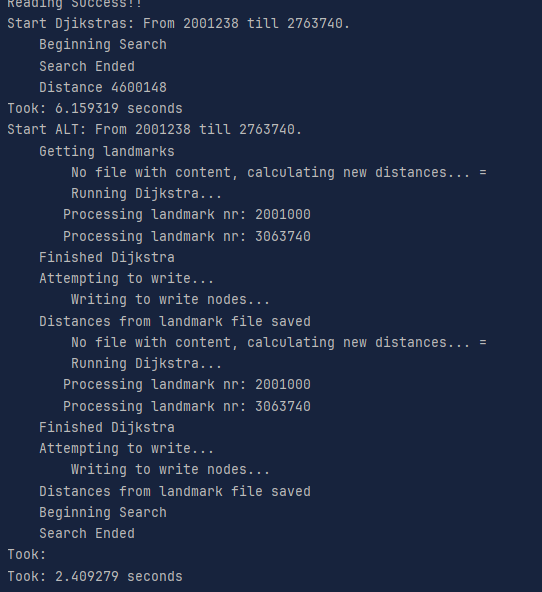 Reading Success!!
Start Djikstras: From 2001238 till 2763740.
    Beginning Search
    Search Ended
    Distance 4600148
Took: 6.159319 seconds
Start ALT: From 2001238 till 2763740.
    Getting landmarks
        No file with content, calculating new distances... =
        Running Dijkstra...
       Processing landmark nr: 2001000
       Processing landmark nr: 3063740
    Finished Dijkstra
    Attempting to write...
        Writing to write nodes...
    Distances from landmark file saved
        No file with content, calculating new distances... =
        Running Dijkstra...
       Processing landmark nr: 2001000
       Processing landmark nr: 3063740
    Finished Dijkstra
    Attempting to write...
        Writing to write nodes...
    Distances from landmark file saved
    Beginning Search
    Search Ended
Took:
Took: 2.409279 seconds